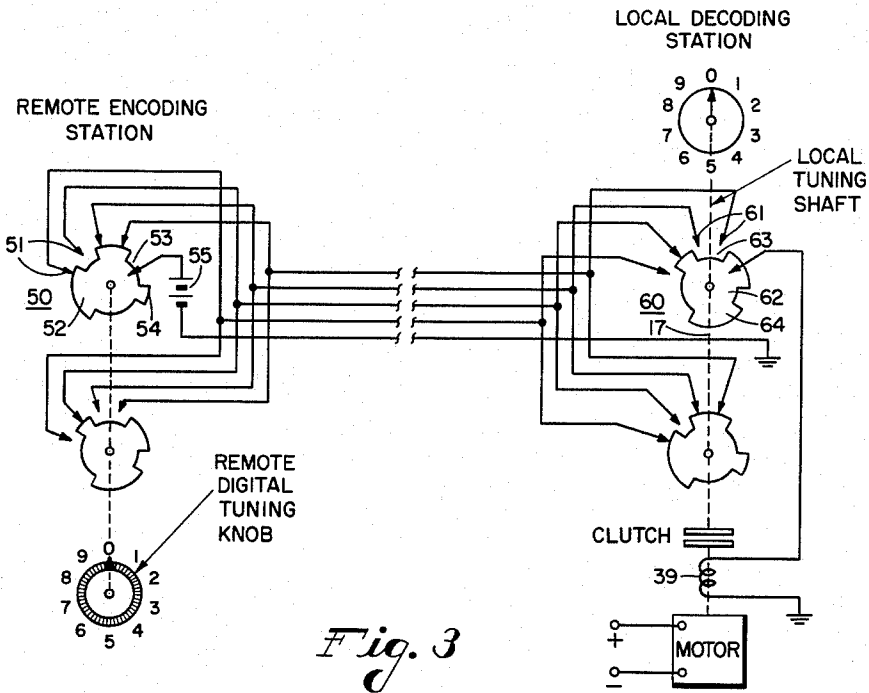 LOCAL DECODING
STATION
0
9 1
8 2
7 3
6 4
5
REMOTE ENCODING
STATION
LOCAL
TUNING
SHAFT
51
53
55
50
52
54
61
63
60
62
17
64
REMOTE
DIGITAL
TUNING
KNOB
0
9 1
8 2
7 3
6 4
5
CLUTCH
39
+
-
MOTOR
Fig. 3